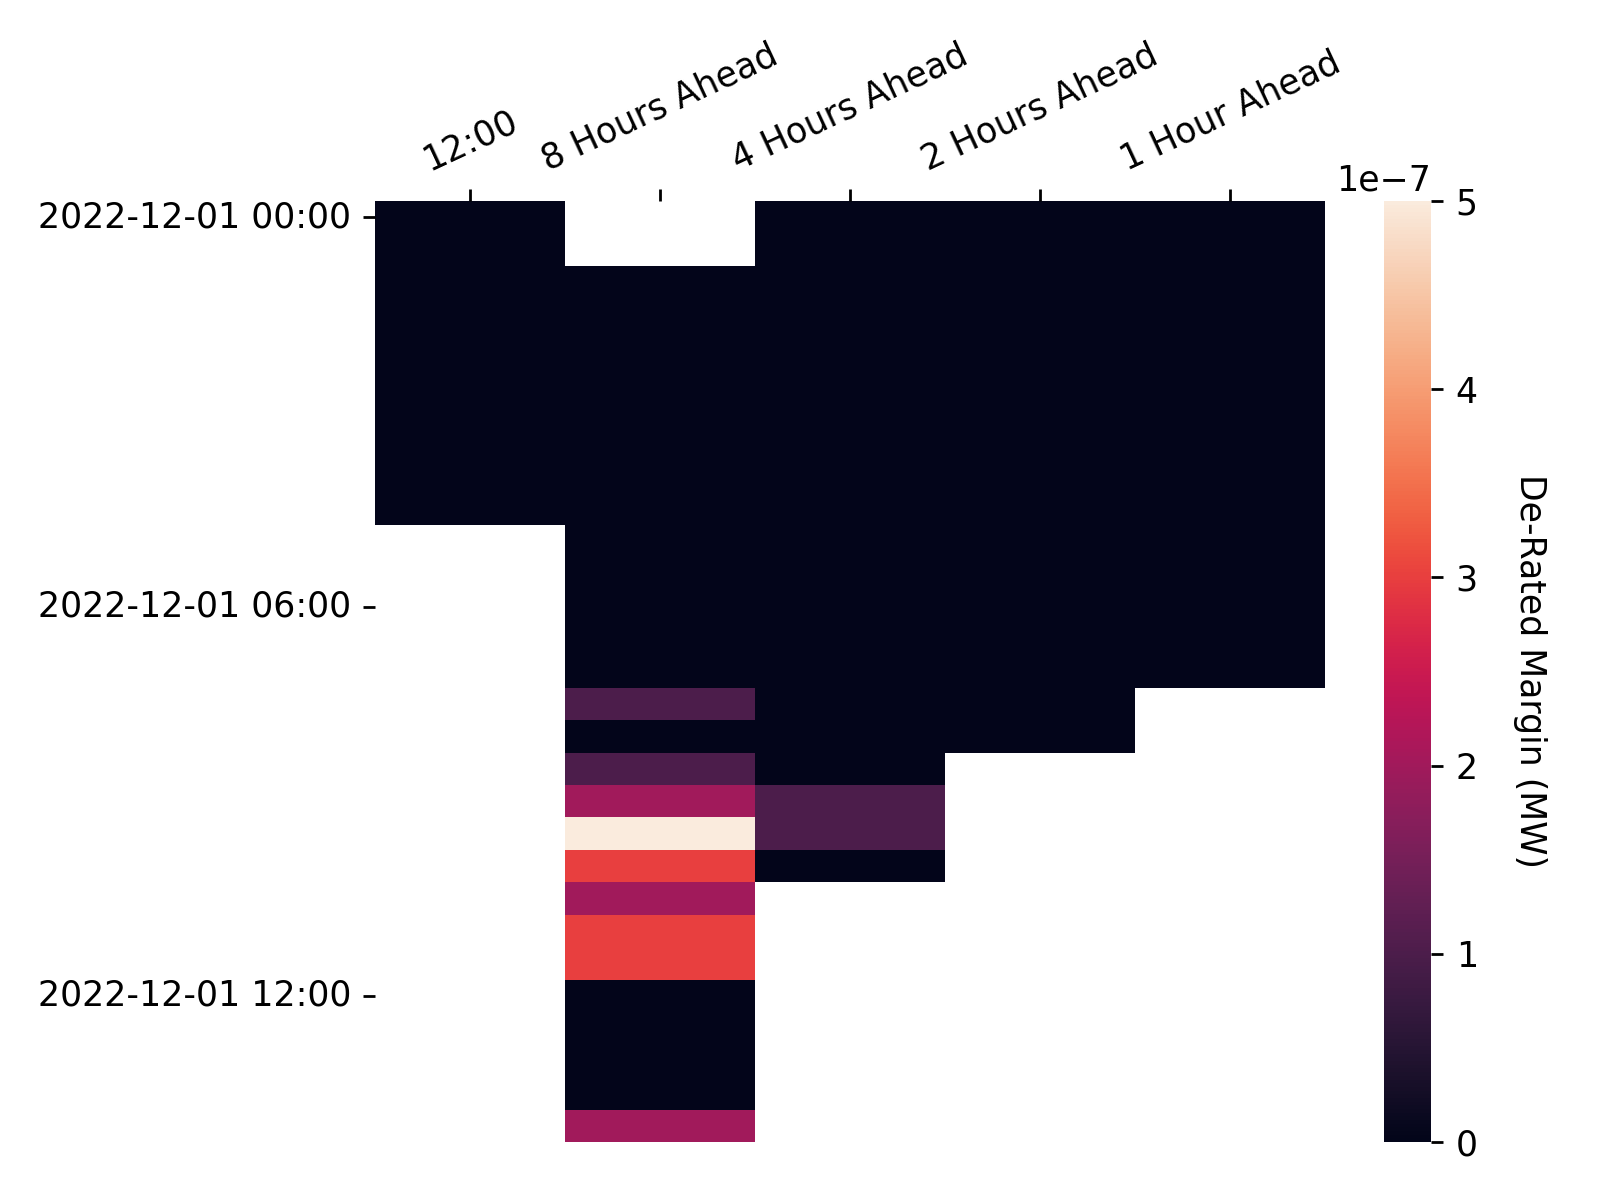 12:00
8 Hours Ahead
4 Hours Ahead
2 Hours Ahead
1 Hour Ahead
1e−7
2022-12-01 00:00
2022-12-01 06:00
2022-12-01 12:00
5
4
3
2
1
0
De-Rated Margin (MW)